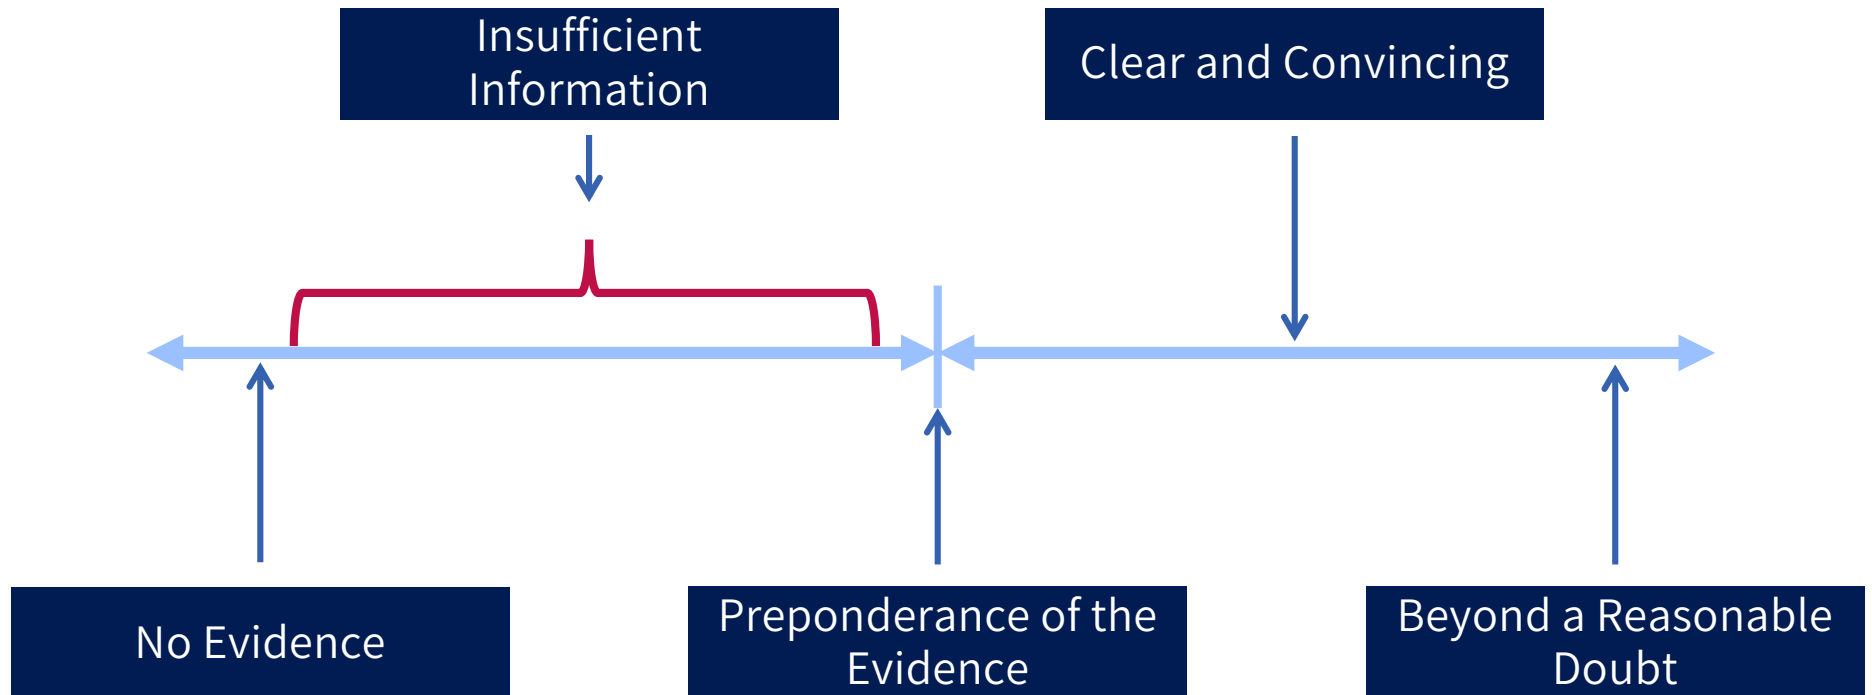 Insufficient
Information
Clear and Convincing
No Evidence
Preponderance of the
Evidence
Beyond a Reasonable
Doubt